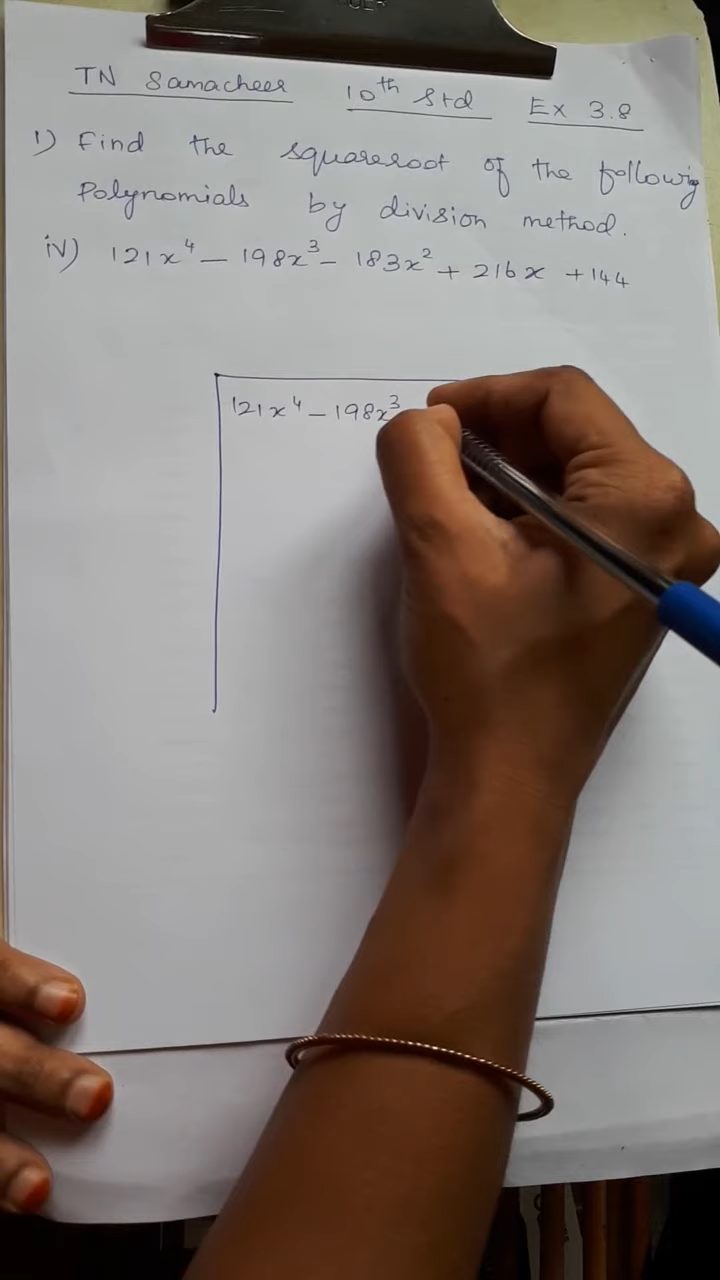 TN Samacheer 10th Std Ex 3.8
1) Find the squareroot of the following
Polynomials by division method.
iv) 121x⁴ - 198x³ - 183x² + 216x + 144
121x⁴ - 198x³